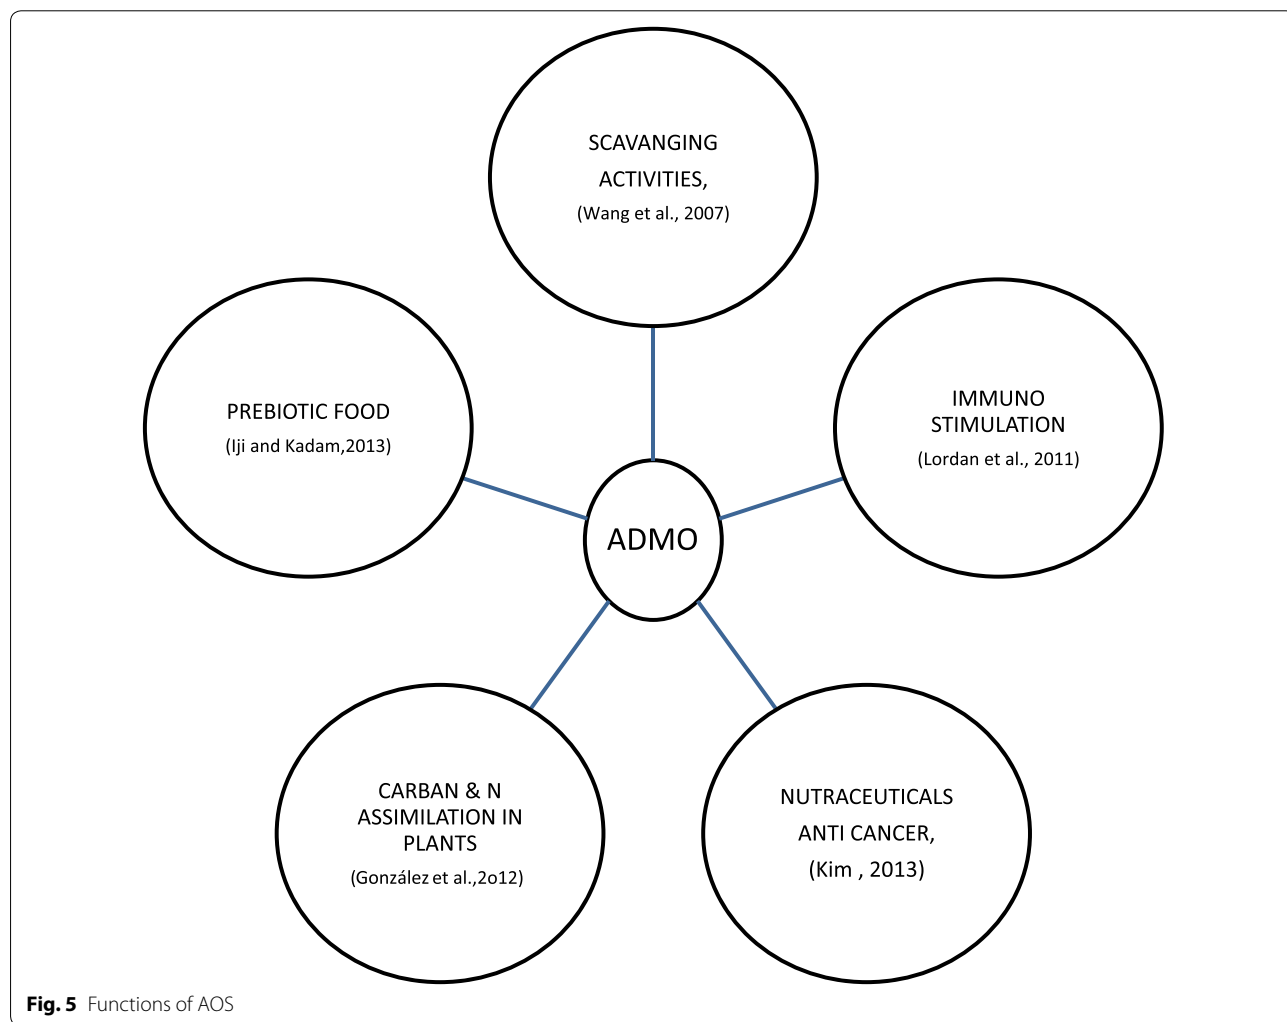 SCAVANGING
ACTIVITIES,
(Wang et al., 2007)
PREBIOTIC FOOD
(Iji and Kadam,2013)
IMMUNO
STIMULATION
(Lordan et al., 2011)
ADMO
CARBAN & N
ASSIMILATION IN
PLANTS
(González et al.,2o12)
NUTRACEUTICALS
ANTI CANCER,
(Kim , 2013)
Fig. 5 Functions of AOS